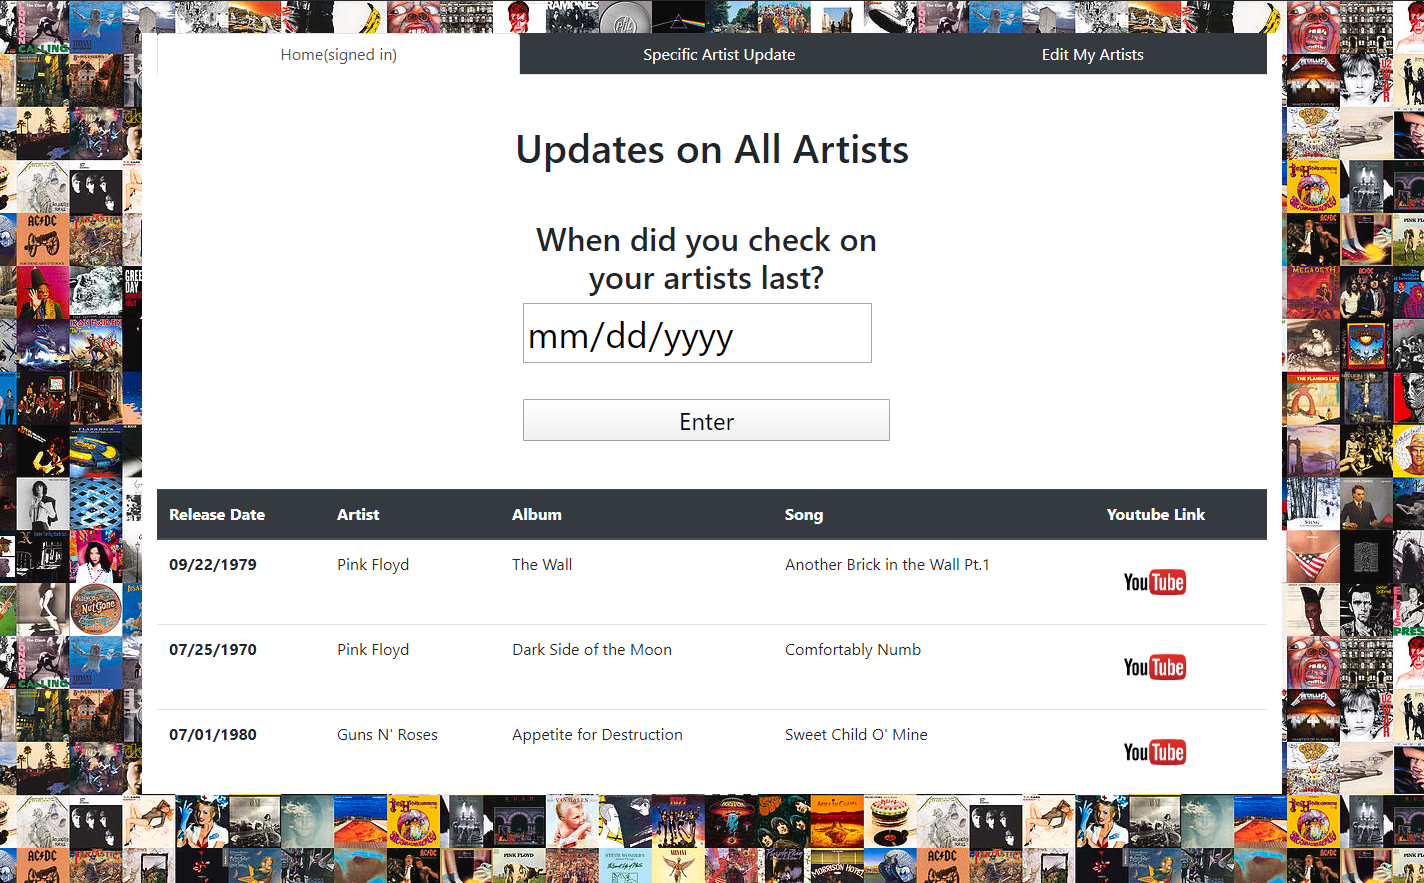 Home(signed in)
Specific Artist Update
Edit My Artists
Updates on All Artists
When did you check on
your artists last?
mm/dd/yyyy
Enter
Release Date Artist Album Song Youtube Link
09/22/1979 Pink Floyd The Wall Another Brick in the Wall Pt.1 YouTube
07/25/1970 Pink Floyd Dark Side of the Moon Comfortably Numb YouTube
07/01/1980 Guns N' Roses Appetite for Destruction Sweet Child O' Mine YouTube